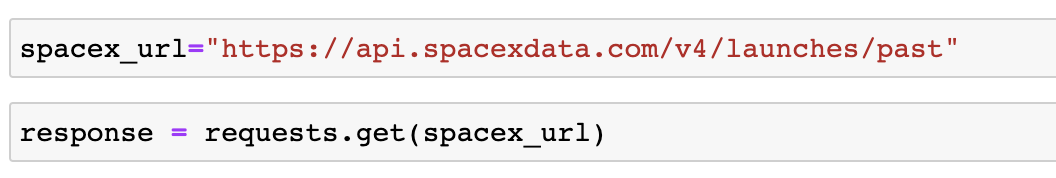 spacex_url="https://api.spacexdata.com/v4/launches/past"
response = requests.get(spacex_url)